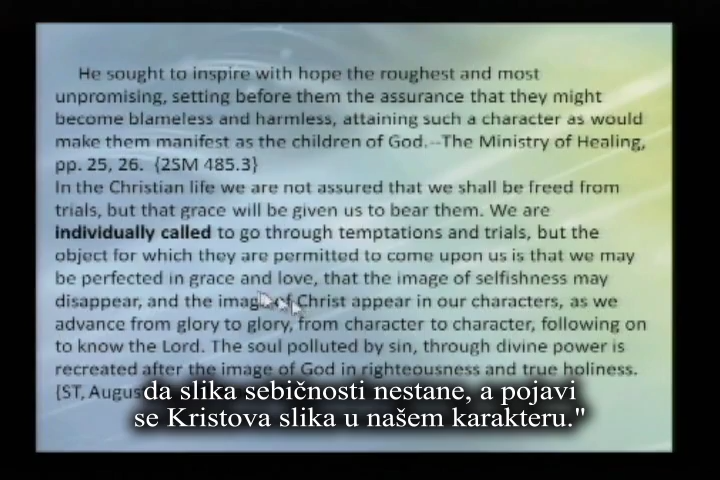 He sought to inspire with hope the roughest and most
unpromising, setting before them the assurance that they might
become blameless and harmless, attaining such a character as would
make them manifest as the children of God.--The Ministry of Healing,
pp. 25, 26. {2SM 485.3}
In the Christian life we are not assured that we shall be freed from
trials, but that grace will be given us to bear them. We are
individually called to go through temptations and trials, but the
object for which they are permitted to come upon us is that we may
be perfected in grace and love, that the image of selfishness may
disappear, and the image of Christ appear in our characters, as we
advance from glory to glory, from character to character, following on
to know the Lord. The soul polluted by sin, through divine power is
recreated after the image of God in righteousness and true holiness.
{ST, Augus
da slika sebičnosti nestane, a pojavi
se Kristova slika u našem karakteru."